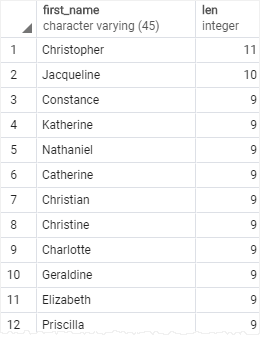 first_name len
character varying (45) integer
1 Christopher 11
2 Jacqueline 10
3 Constance 9
4 Katherine 9
5 Nathaniel 9
6 Catherine 9
7 Christian 9
8 Christine 9
9 Charlotte 9
10 Geraldine 9
11 Elizabeth 9
12 Priscilla 9